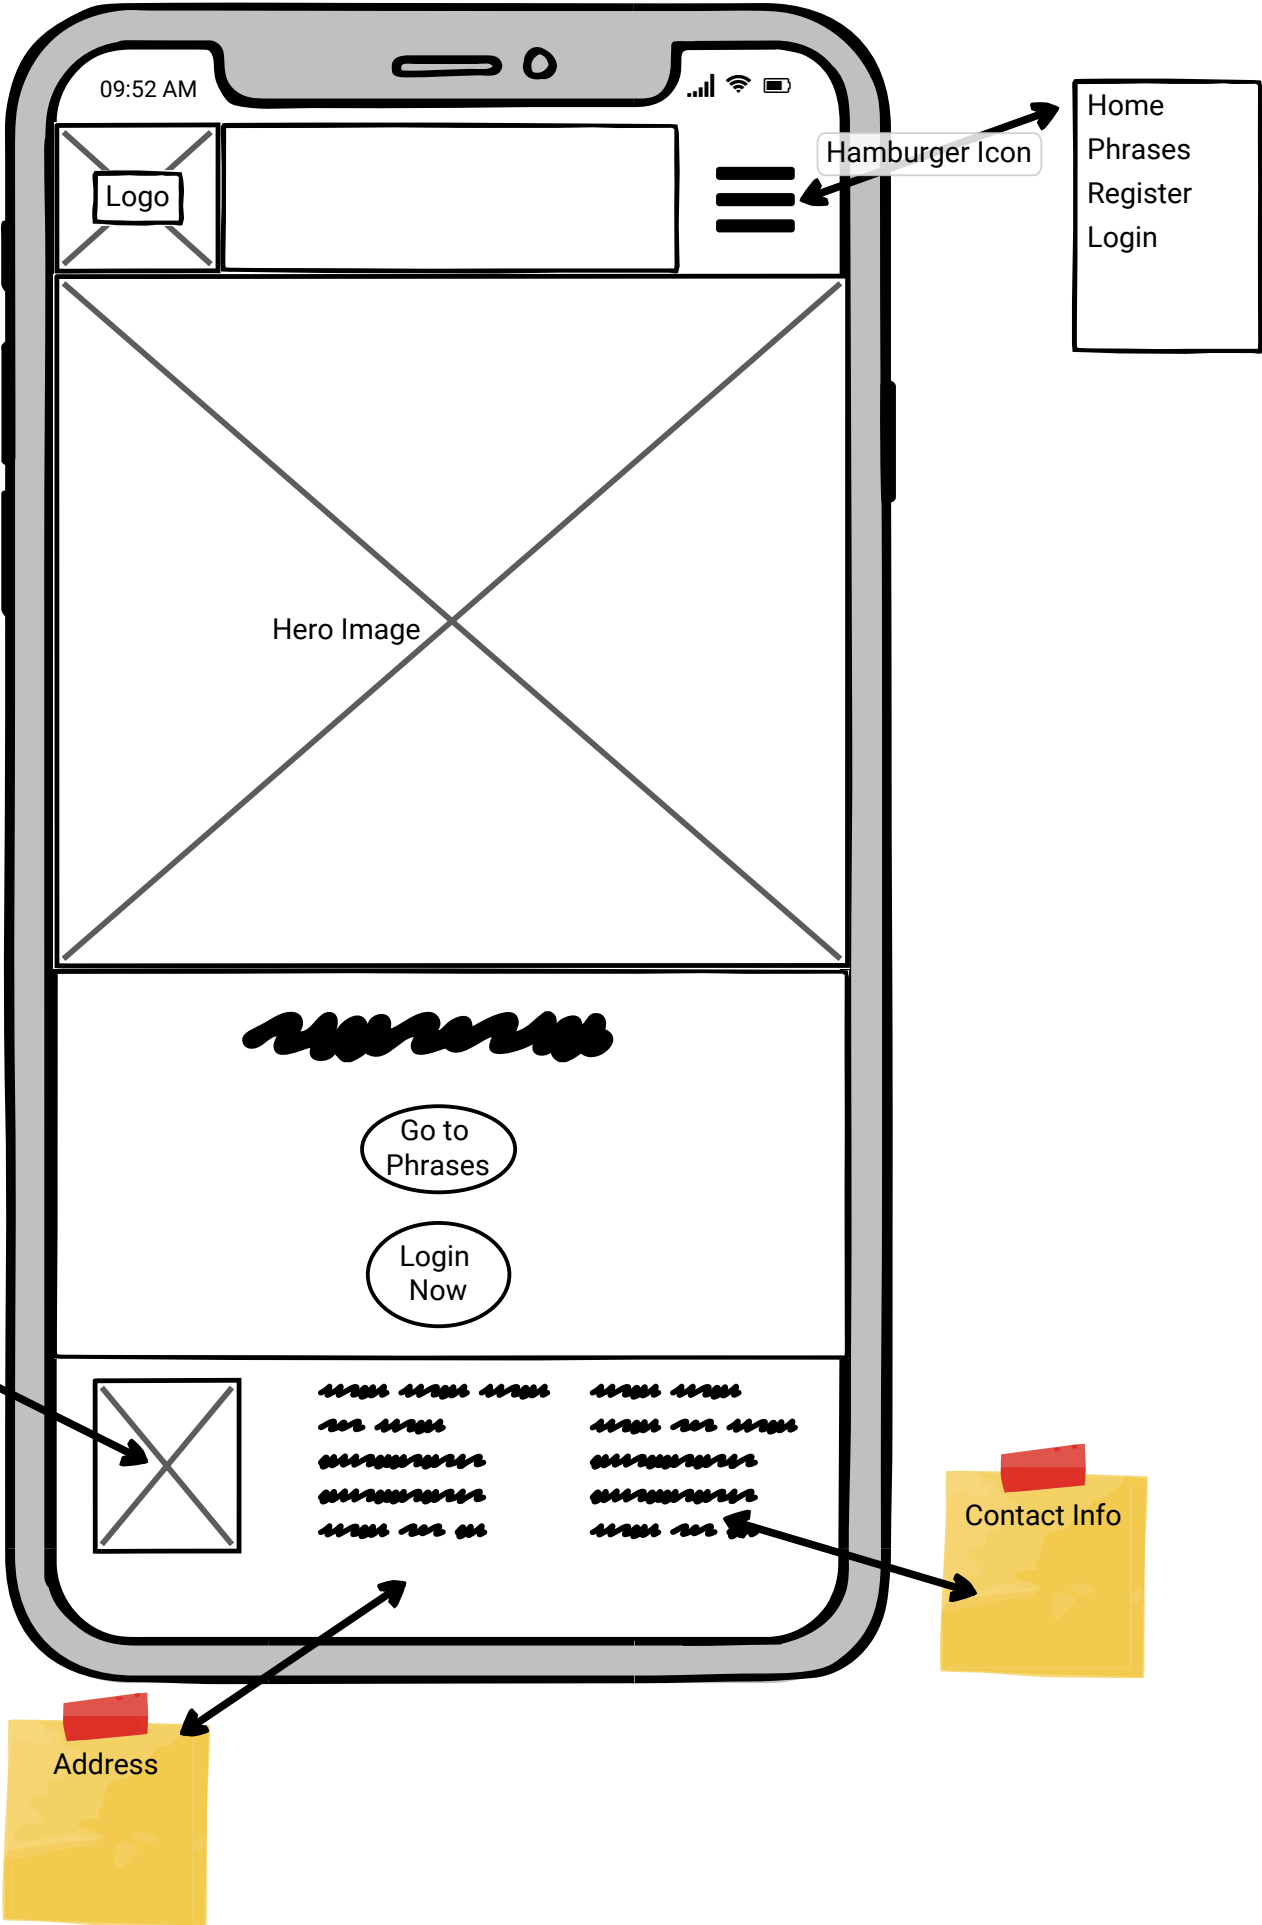 09:52 AM
Logo
Hamburger Icon
Home
Phrases
Register
Login
Hero Image
Go to
Phrases
Login
Now
Contact Info
Address